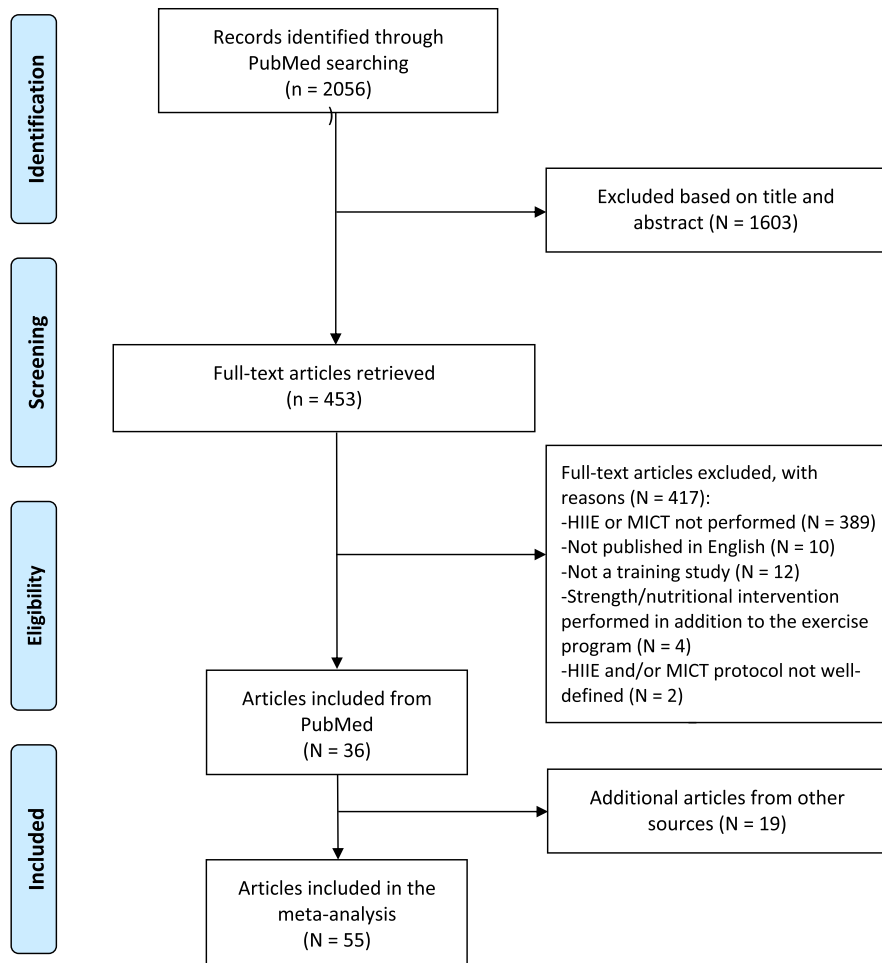 Identification
Records identified through
PubMed searching
(n = 2056)
)
Excluded based on title and
abstract (N = 1603)
Screening
Full-text articles retrieved
(n = 453)
Eligibility
Full-text articles excluded, with
reasons (N = 417):
-HIIE or MICT not performed (N = 389)
-Not published in English (N = 10)
-Not a training study (N = 12)
-Strength/nutritional intervention
performed in addition to the exercise
program (N = 4)
-HIIE and/or MICT protocol not well-
defined (N = 2)
Articles included from
PubMed
(N = 36)
Included
Additional articles from other
sources (N = 19)
Articles included in the
meta-analysis
(N = 55)